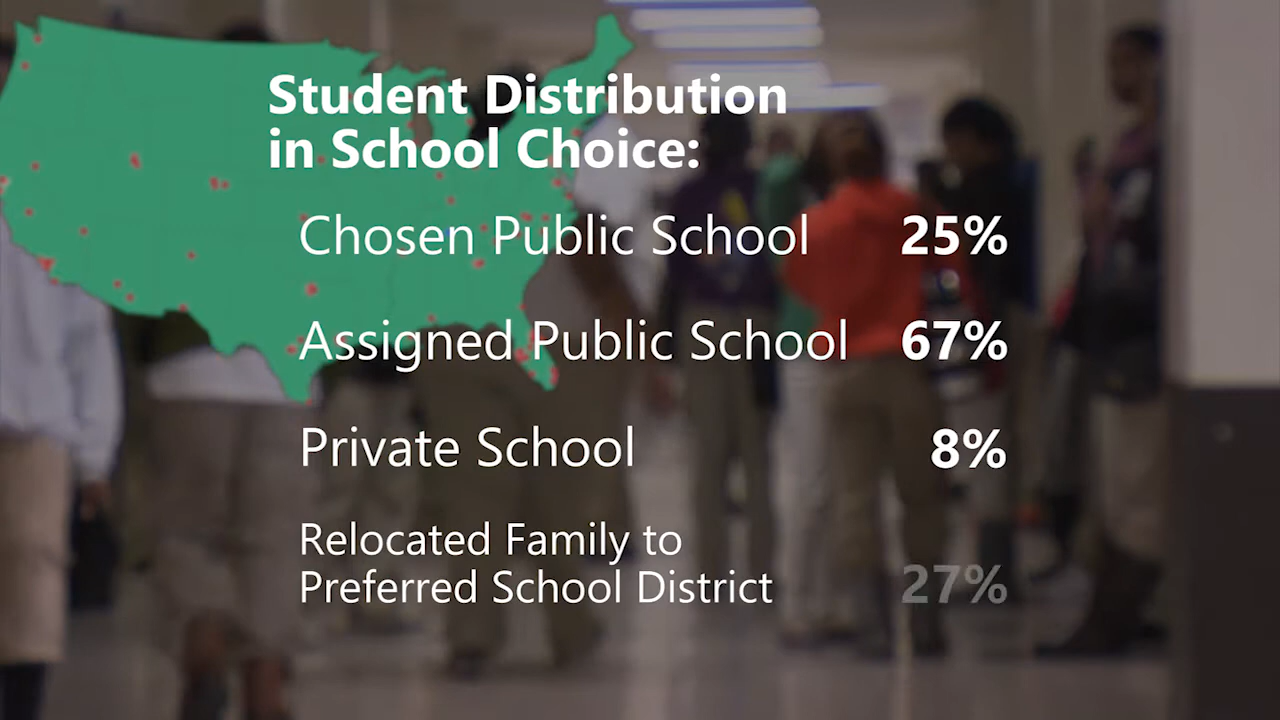 Student Distribution
in School Choice:
Chosen Public School 25%
Assigned Public School 67%
Private School 8%
Relocated Family to
Preferred School District 27%